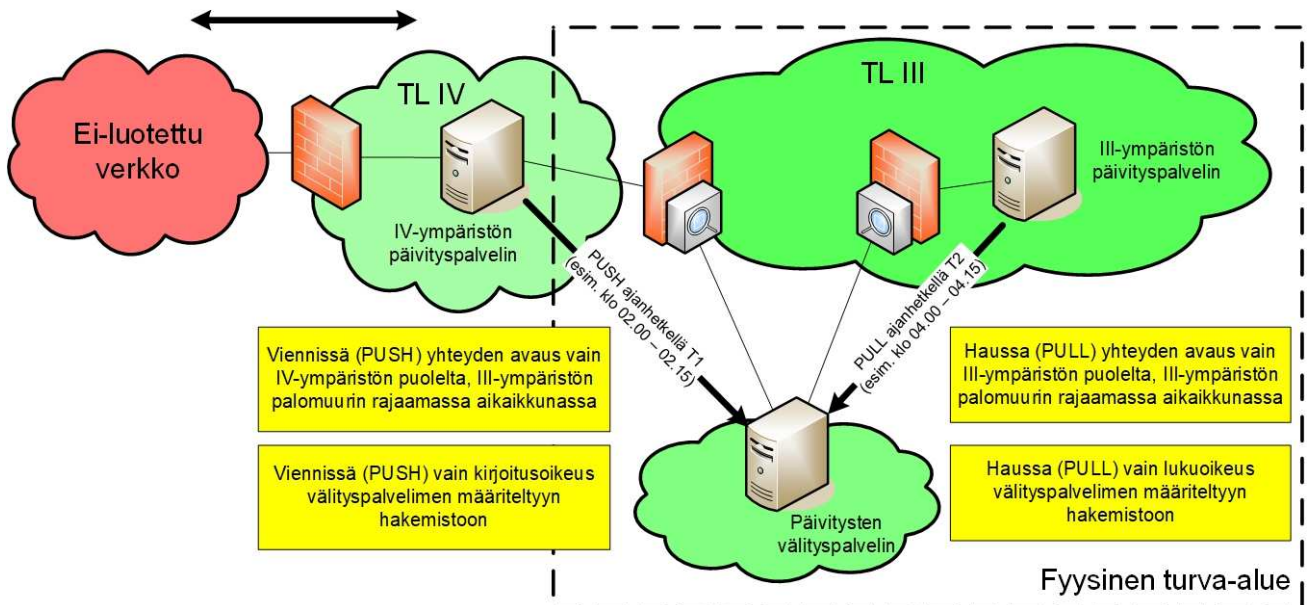 Ei-luotettu
verkko
TL IV
IV-ympäristön
päivityspalvelin
TL III
III-ympäristön
päivityspalvelin
PUSH ajanhetkellä T1
(esim. klo 02.00 – 02.15)
PULL ajanhetkellä T2
(esim. klo 04.00 – 04.15)
Viennissä (PUSH) yhteyden avaus vain
IV-ympäristön puolelta, III-ympäristön
palomuurin rajaamassa aikaikkunassa
Viennissä (PUSH) vain kirjoitusoikeus
välityspalvelimen määriteltyyn
hakemistoon
Päivitysten
välityspalvelin
Haussa (PULL) yhteyden avaus vain
III-ympäristön puolelta, III-ympäristön
palomuurin rajaamassa aikaikkunassa
Haussa (PULL) vain lukuoikeus
välityspalvelimen määriteltyyn
hakemistoon
Fyysinen turva-alue